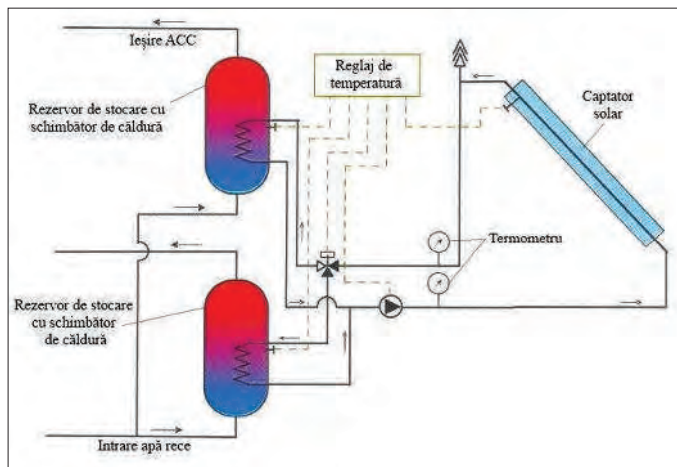 Ieșire ACC
Reglaj de
temperatură
Rezervor de stocare cu
schimbător de căldură
Captator
solar
Termometru
Rezervor de stocare
cu schimbător
de căldură
Intrare apă rece